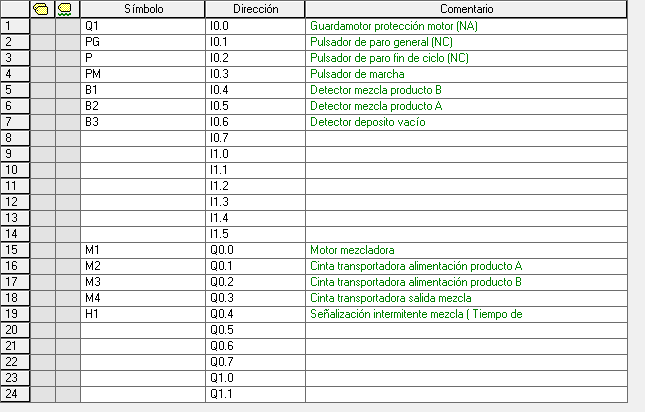 Símbolo Dirección Comentario
1 Q1 I0.0 Guardamotor protección motor (NA)
2 PG I0.1 Pulsador de paro general (NC)
3 P I0.2 Pulsador de paro fin de ciclo (NC)
4 PM I0.3 Pulsador de marcha
5 B1 I0.4 Detector mezcla producto B
6 B2 I0.5 Detector mezcla producto A
7 B3 I0.6 Detector deposito vacío
8 I0.7
9 I1.0
10 I1.1
11 I1.2
12 I1.3
13 I1.4
14 I1.5
15 M1 Q0.0 Motor mezcladora
16 M2 Q0.1 Cinta transportadora alimentación producto A
17 M3 Q0.2 Cinta transportadora alimentación producto B
18 M4 Q0.3 Cinta transportadora salida mezcla
19 H1 Q0.4 Señalización intermitente mezcla ( Tiempo de
20 Q0.5
21 Q0.6
22 Q0.7
23 Q1.0
24 Q1.1